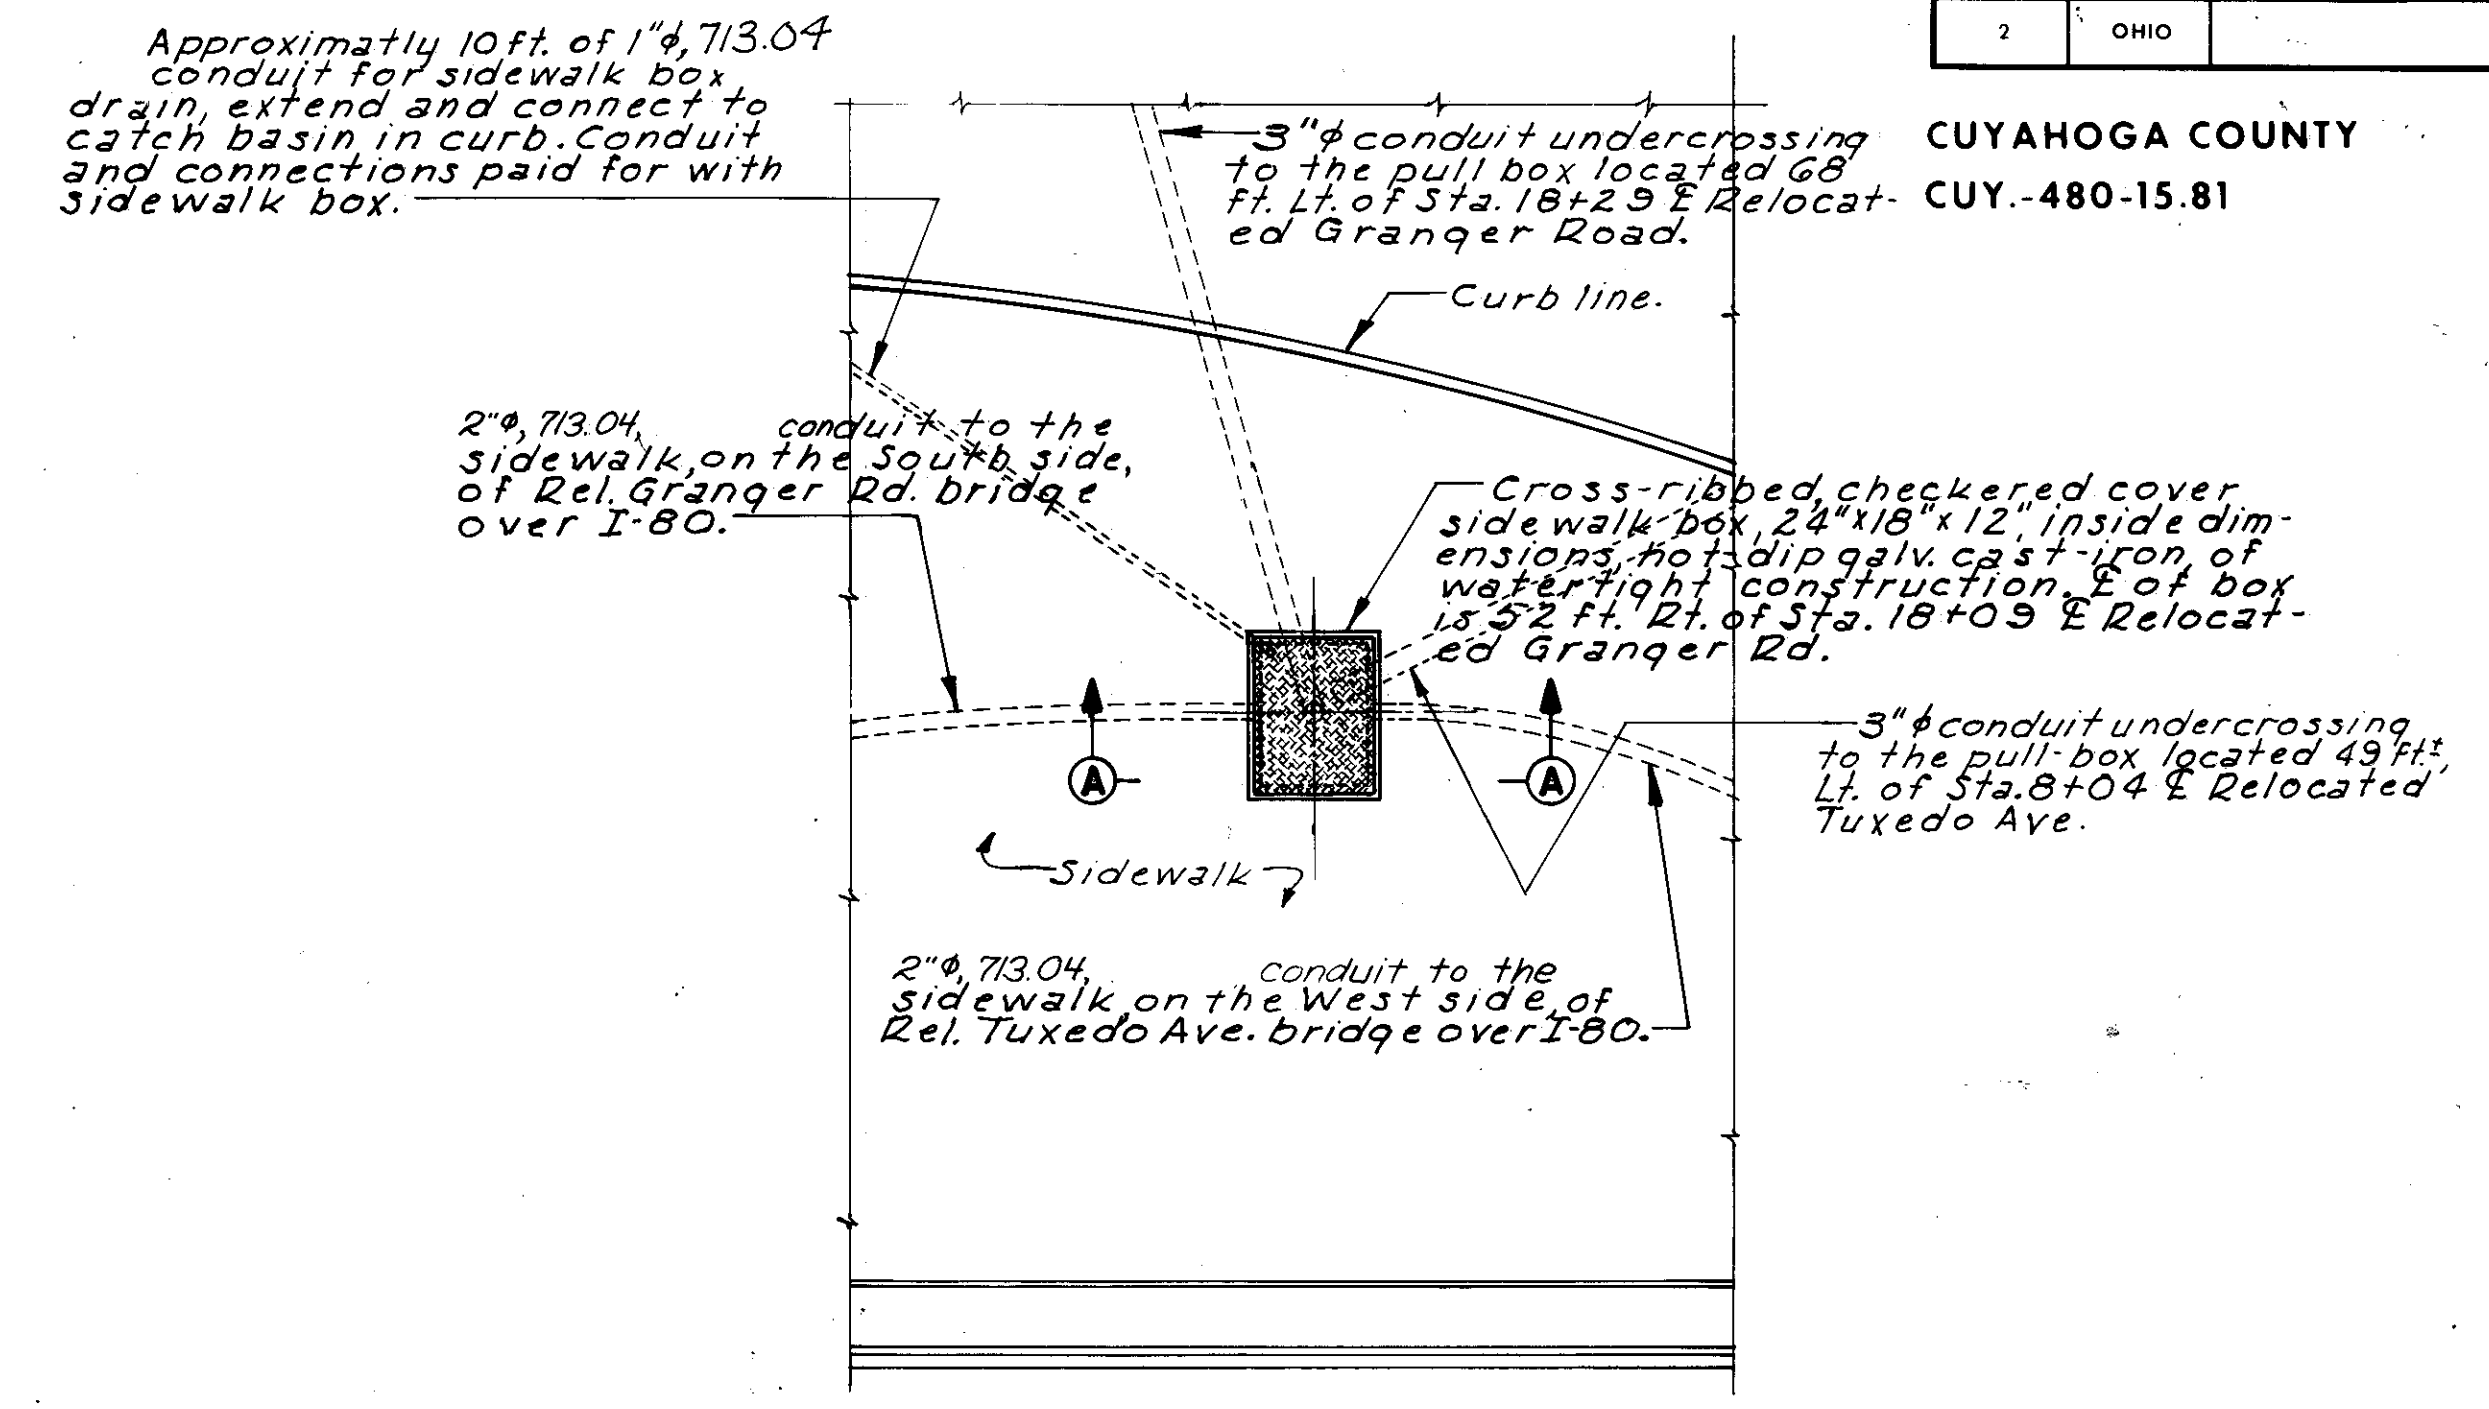 2 OHIO
CUYAHOGA COUNTY
CUY.-480-15.81
Approximatly 10 ft. of 1"φ, 713.04
conduit for sidewalk box
drain, extend and connect to
catch basin in curb. Conduit
and connections paid for with
sidewalk box.
3"φ conduit undercrossing
to the pull box located 68
ft. Lt. of Sta. 18+29 ℄ Relocat-
ed Granger Road.
Curb line.
2"φ, 713.04, conduit to the
sidewalk, on the South side,
of Rel. Granger Rd. bridge
over I-80.
Cross-ribbed, checkered cover
sidewalk box, 24"x18"x12", inside dim-
ensions, hot-dip galv. cast-iron, of
watertight construction. ℄ of box
is 52 ft. Rt. of Sta. 18+09 ℄ Relocat-
ed Granger Rd.
3"φ conduit undercrossing
to the pull-box located 49 ft.±,
Lt. of Sta. 8+04 ℄ Relocated
Tuxedo Ave.
A A
Sidewalk
2"φ, 713.04, conduit to the
sidewalk, on the West side, of
Rel. Tuxedo Ave. bridge over I-80.